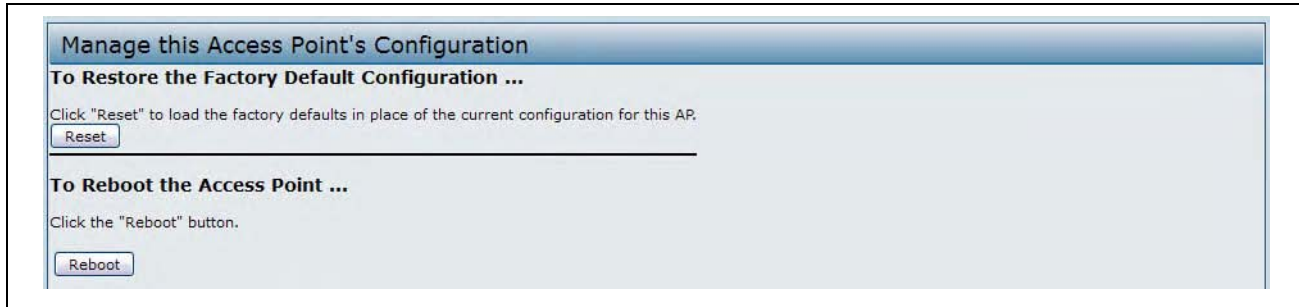 Manage this Access Point's Configuration
To Restore the Factory Default Configuration ...
Click "Reset" to load the factory defaults in place of the current configuration for this AP.
Reset
To Reboot the Access Point ...
Click the "Reboot" button.
Reboot